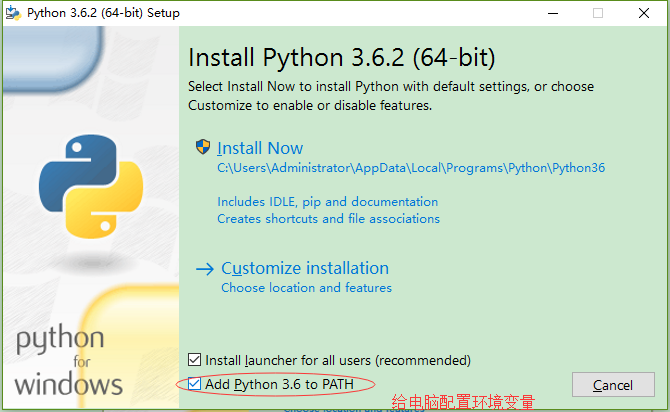 Python 3.6.2 (64-bit) Setup
Install Python 3.6.2 (64-bit)
Select Install Now to install Python with default settings, or choose
Customize to enable or disable features.
Install Now
C:\Users\Administrator\AppData\Local\Programs\Python\Python36
Includes IDLE, pip and documentation
Creates shortcuts and file associations
Customize installation
Choose location and features
python
for
windows
Install launcher for all users (recommended)
Add Python 3.6 to PATH
给电脑配置环境变量
Cancel
Choose location and features